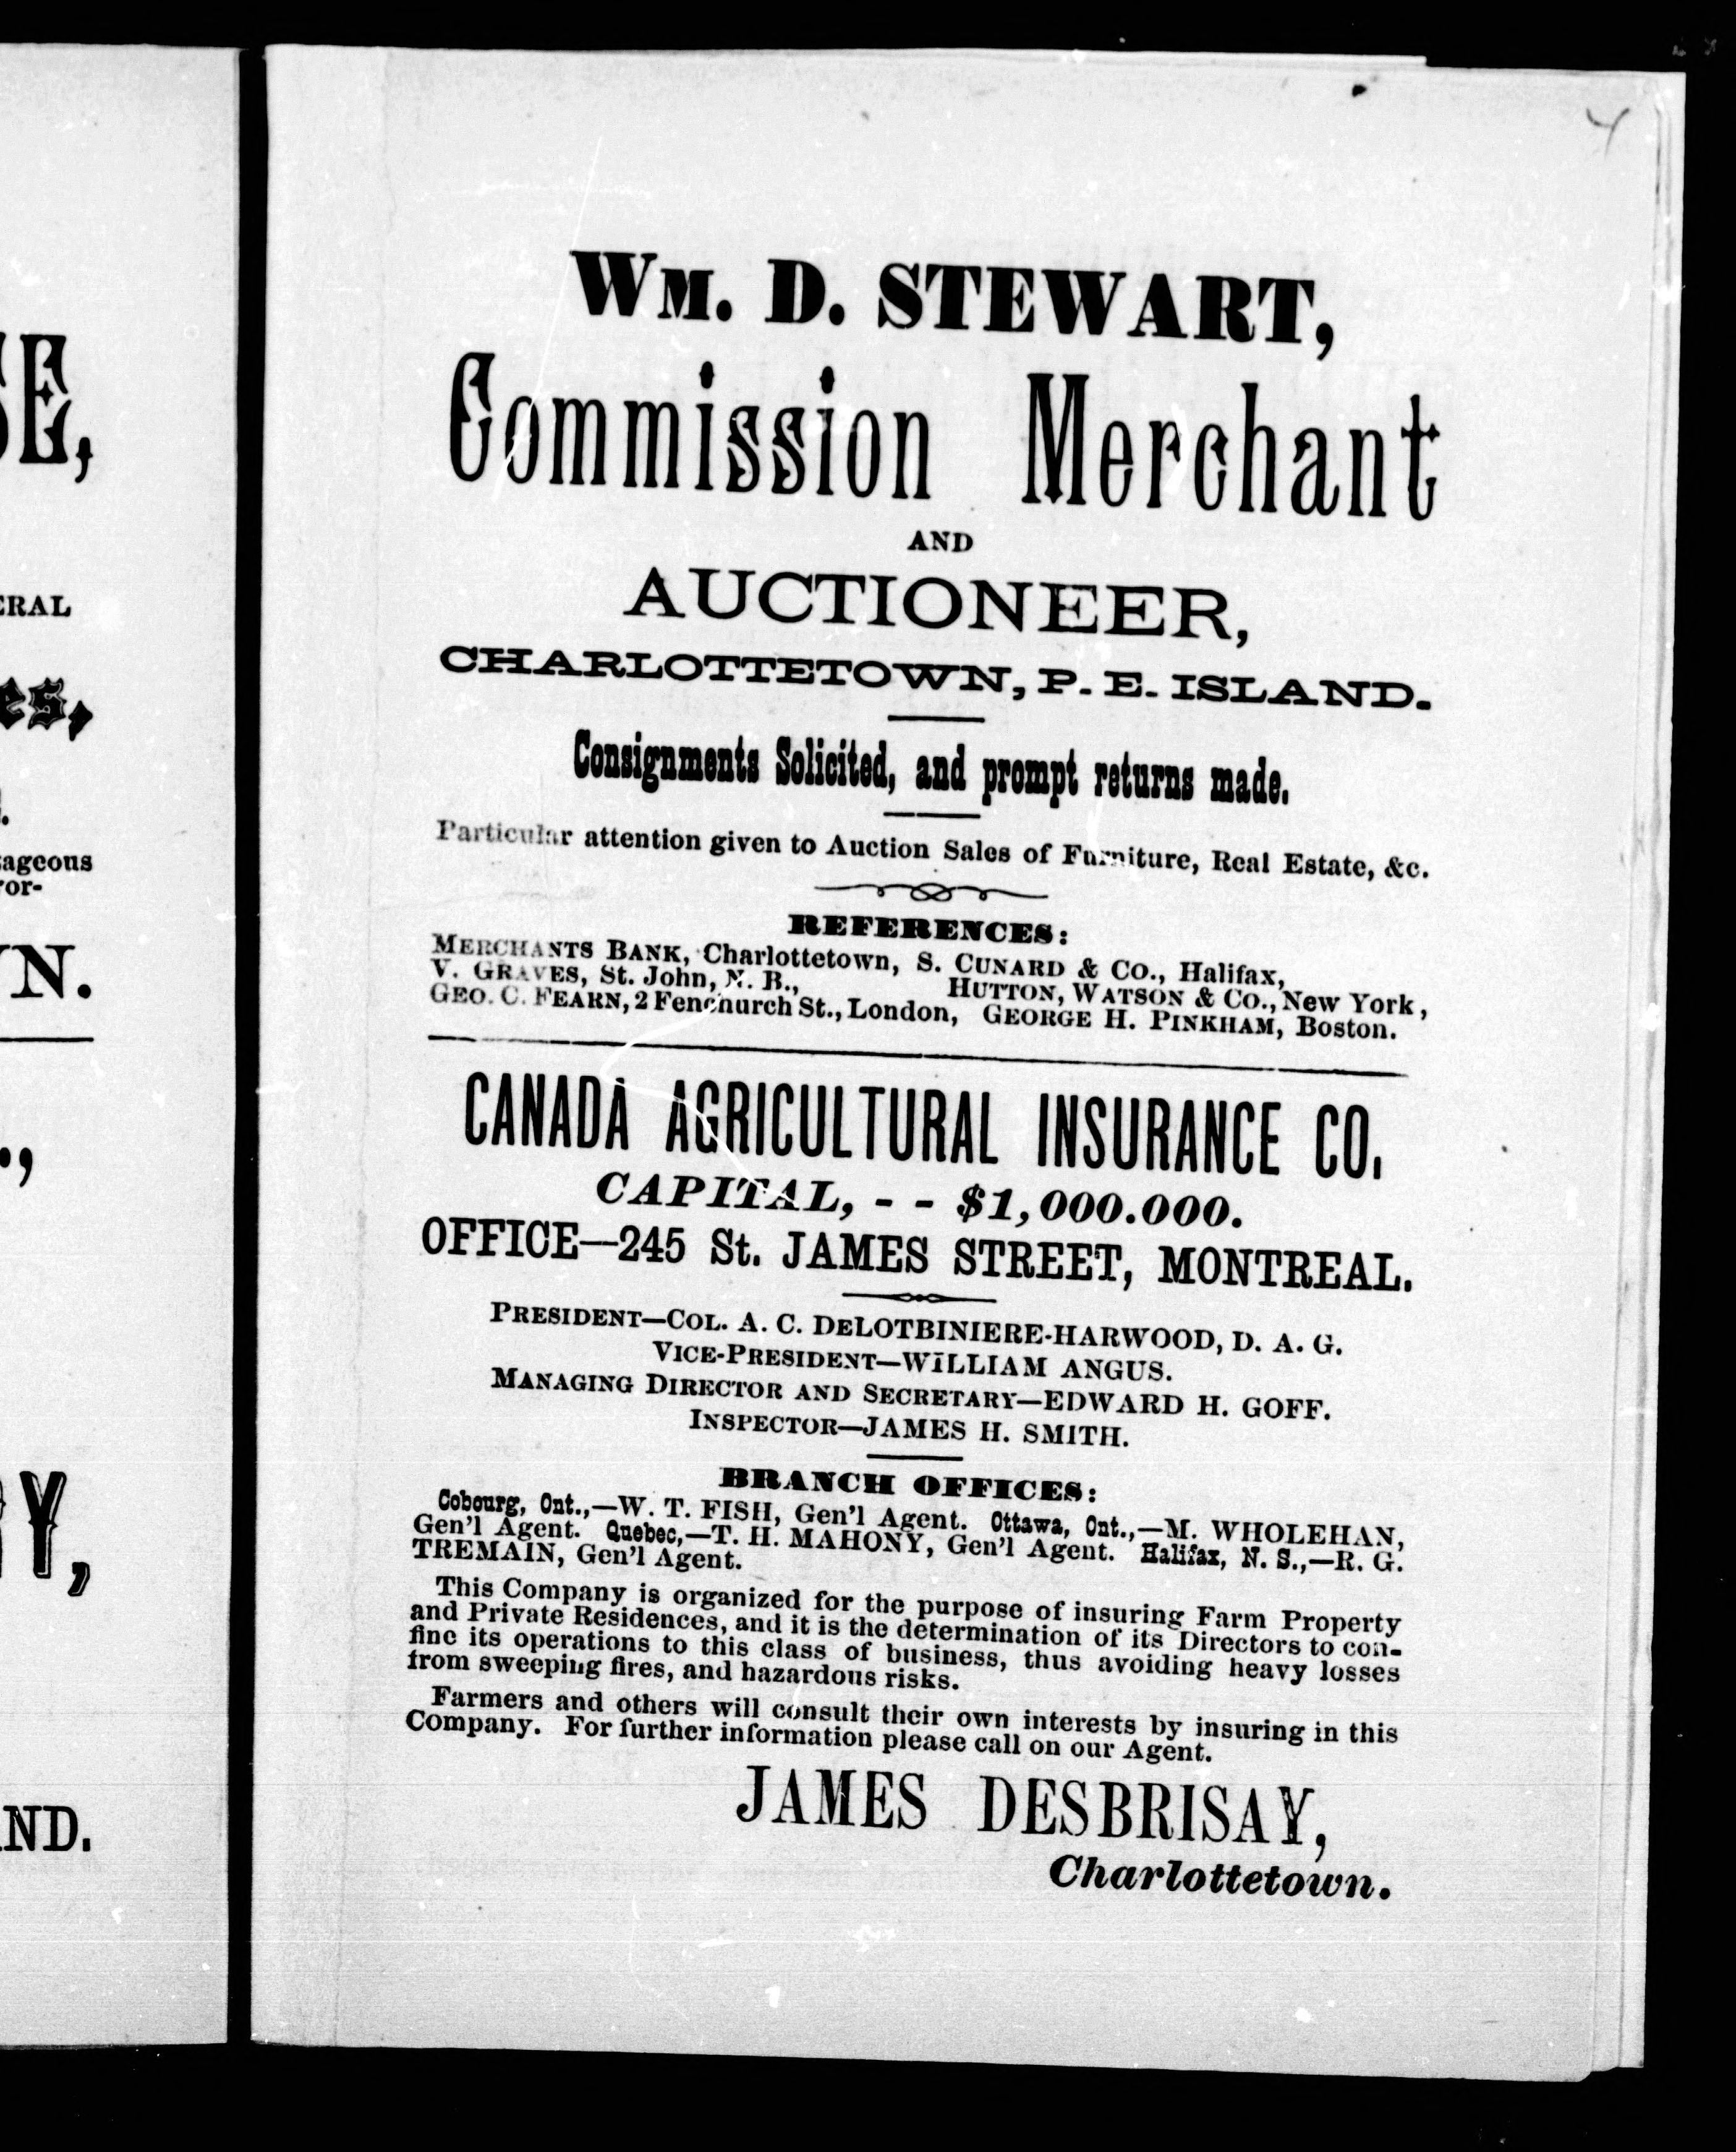 SE,
ERAL
es,
ageous
or-
N.
.,
Y,
ND.
WM. D. STEWART,
Commission Merchant
AND
AUCTIONEER,
CHARLOTTETOWN, P. E. ISLAND.
Consignments Solicited, and prompt returns made.
Particular attention given to Auction Sales of Furniture, Real Estate, &c.
REFERENCES:
MERCHANTS BANK, Charlottetown, S. CUNARD & CO., Halifax,
V. GRAVES, St. John, N. B., HUTTON, WATSON & CO., New York,
GEO. C. FEARN, 2 Fenchurch St., London, GEORGE H. PINKHAM, Boston.
CANADA AGRICULTURAL INSURANCE CO.
CAPITAL, - - $1,000.000.
OFFICE—245 St. JAMES STREET, MONTREAL.
PRESIDENT—COL. A. C. DELOTBINIERE-HARWOOD, D. A. G.
VICE-PRESIDENT—WILLIAM ANGUS.
MANAGING DIRECTOR AND SECRETARY—EDWARD H. GOFF.
INSPECTOR—JAMES H. SMITH.
BRANCH OFFICES:
Cobourg, Ont.,—W. T. FISH, Gen'l Agent. Ottawa, Ont.,—M. WHOLEHAN,
Gen'l Agent. Quebec,—T. H. MAHONY, Gen'l Agent. Halifax, N. S.,—R. G.
TREMAIN, Gen'l Agent.
This Company is organized for the purpose of insuring Farm Property
and Private Residences, and it is the determination of its Directors to con-
fine its operations to this class of business, thus avoiding heavy losses
from sweeping fires, and hazardous risks.
Farmers and others will consult their own interests by insuring in this
Company. For further information please call on our Agent.
JAMES DESBRISAY,
Charlottetown.